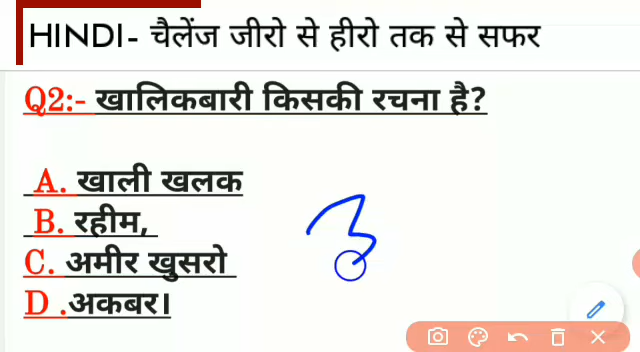 HINDI- चैलेंज जीरो से हीरो तक से सफर
Q2:- खालिकबारी किसकी रचना है?
A. खाली खलक
B. रहीम,
C. अमीर खुसरो
D .अकबर।